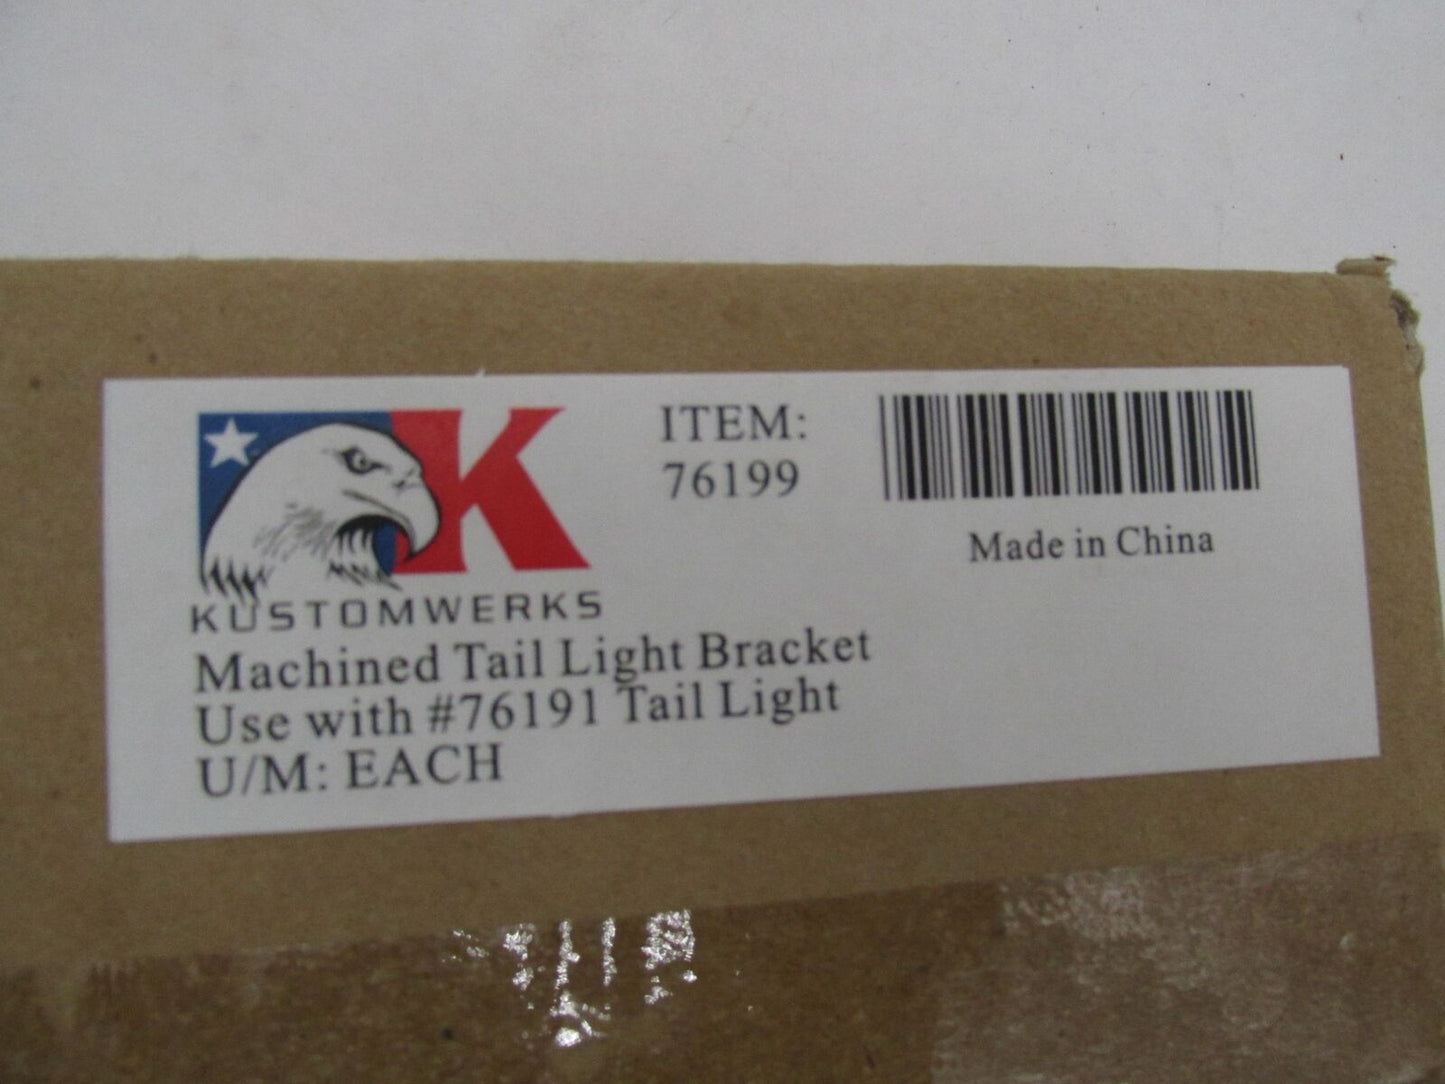 K
KUSTOMWERKS
ITEM:
76199
Made in China
Machined Tail Light Bracket
Use with #76191 Tail Light
U/M: EACH